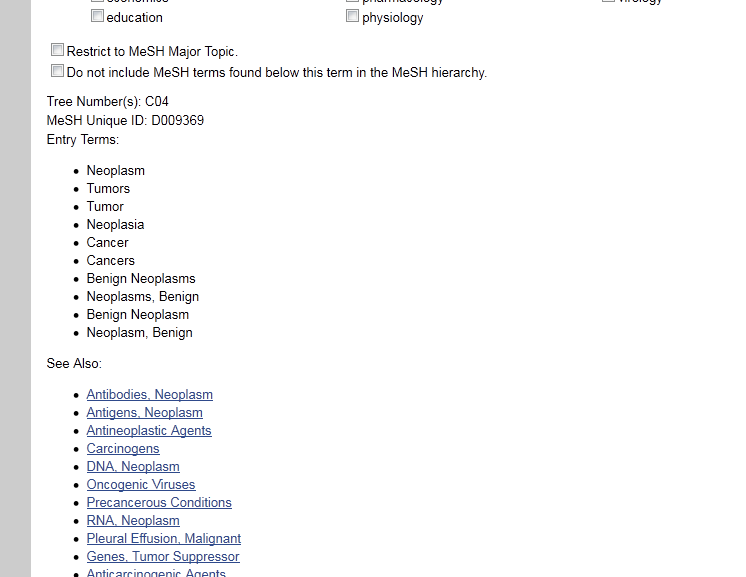 economics pharmacology virology
education physiology
Restrict to MeSH Major Topic.
Do not include MeSH terms found below this term in the MeSH hierarchy.
Tree Number(s): C04
MeSH Unique ID: D009369
Entry Terms:
Neoplasm
Tumors
Tumor
Neoplasia
Cancer
Cancers
Benign Neoplasms
Neoplasms, Benign
Benign Neoplasm
Neoplasm, Benign
See Also:
Antibodies, Neoplasm
Antigens, Neoplasm
Antineoplastic Agents
Carcinogens
DNA, Neoplasm
Oncogenic Viruses
Precancerous Conditions
RNA, Neoplasm
Pleural Effusion, Malignant
Genes, Tumor Suppressor
Anticarcinogenic Agents